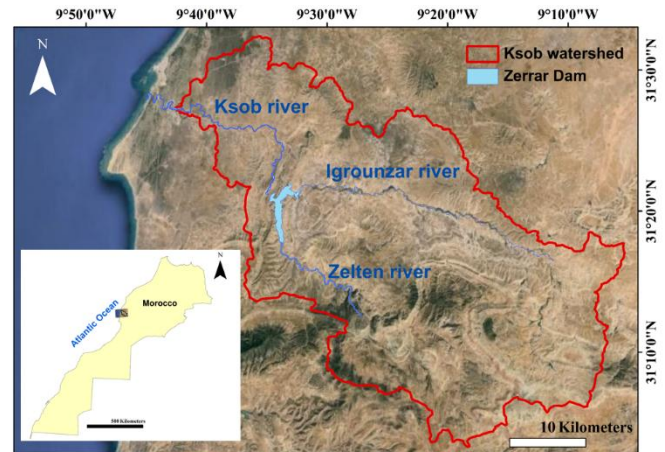 9°50'0"W 9°40'0"W 9°30'0"W 9°20'0"W 9°10'0"W
N
Ksob watershed
Zerrar Dam
31°30'0"N
Ksob river
Igrounzar river
31°20'0"N
Zelten river
N
Morocco
Atlantic Ocean
31°10'0"N
500 Kilometers
10 Kilometers